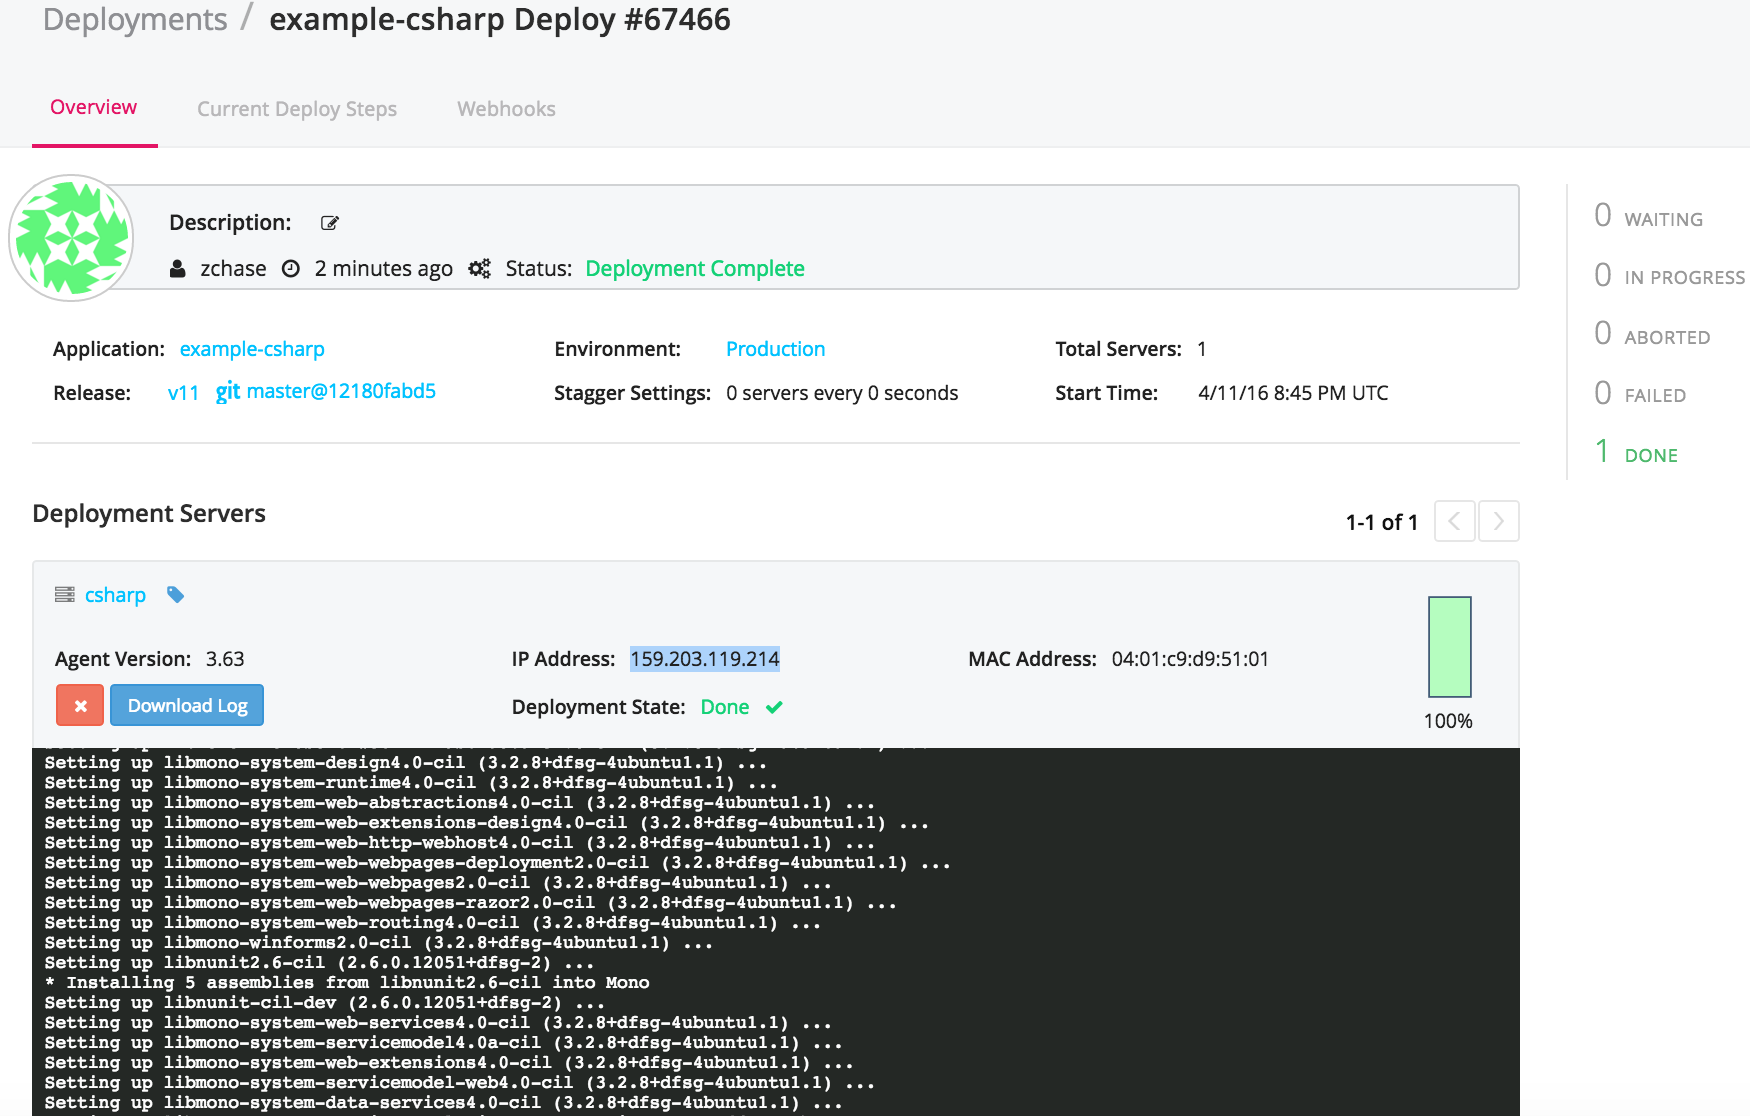 Deployments / example-csharp Deploy #67466
Overview Current Deploy Steps Webhooks
Description:
zchase 2 minutes ago Status: Deployment Complete
Application: example-csharp Environment: Production Total Servers: 1
Release: v11 git master@12180fabd5 Stagger Settings: 0 servers every 0 seconds Start Time: 4/11/16 8:45 PM UTC
0 WAITING
0 IN PROGRESS
0 ABORTED
0 FAILED
1 DONE
Deployment Servers
1-1 of 1
csharp
Agent Version: 3.63 IP Address: 159.203.119.214 MAC Address: 04:01:c9:d9:51:01
Download Log Deployment State: Done
100%
Setting up libmono-system-design4.0-cil (3.2.8+dfsg-4ubuntu1.1) ...
Setting up libmono-system-runtime4.0-cil (3.2.8+dfsg-4ubuntu1.1) ...
Setting up libmono-system-web-abstractions4.0-cil (3.2.8+dfsg-4ubuntu1.1) ...
Setting up libmono-system-web-extensions-design4.0-cil (3.2.8+dfsg-4ubuntu1.1) ...
Setting up libmono-system-web-http-webhost4.0-cil (3.2.8+dfsg-4ubuntu1.1) ...
Setting up libmono-system-web-webpages-deployment2.0-cil (3.2.8+dfsg-4ubuntu1.1) ...
Setting up libmono-system-web-webpages2.0-cil (3.2.8+dfsg-4ubuntu1.1) ...
Setting up libmono-system-web-webpages-razor2.0-cil (3.2.8+dfsg-4ubuntu1.1) ...
Setting up libmono-system-web-routing4.0-cil (3.2.8+dfsg-4ubuntu1.1) ...
Setting up libmono-winforms2.0-cil (3.2.8+dfsg-4ubuntu1.1) ...
Setting up libnunit2.6-cil (2.6.0.12051+dfsg-2) ...
* Installing 5 assemblies from libnunit2.6-cil into Mono
Setting up libnunit-cil-dev (2.6.0.12051+dfsg-2) ...
Setting up libmono-system-web-services4.0-cil (3.2.8+dfsg-4ubuntu1.1) ...
Setting up libmono-system-servicemodel4.0a-cil (3.2.8+dfsg-4ubuntu1.1) ...
Setting up libmono-system-web-extensions4.0-cil (3.2.8+dfsg-4ubuntu1.1) ...
Setting up libmono-system-servicemodel-web4.0-cil (3.2.8+dfsg-4ubuntu1.1) ...
Setting up libmono-system-data-services4.0-cil (3.2.8+dfsg-4ubuntu1.1) ...